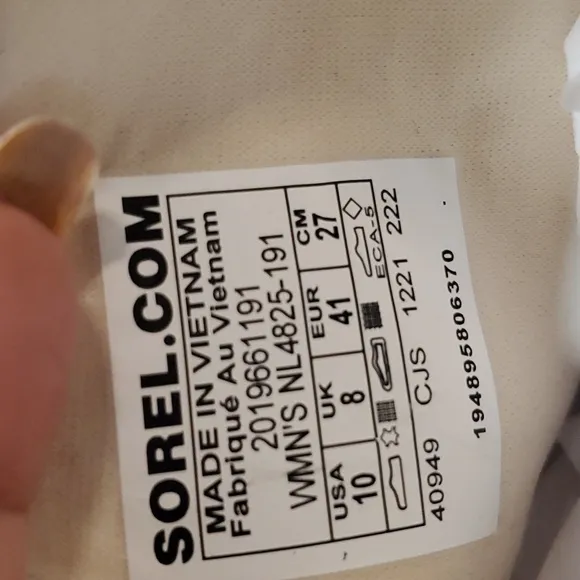 SOREL.COM
MADE IN VIETNAM
Fabriqué Au Vietnam
2019661191
WMN'S NL4825-191
USA UK EUR CM
10 8 41 27
ECA-5
40949 CJS 1221 222
194895806370